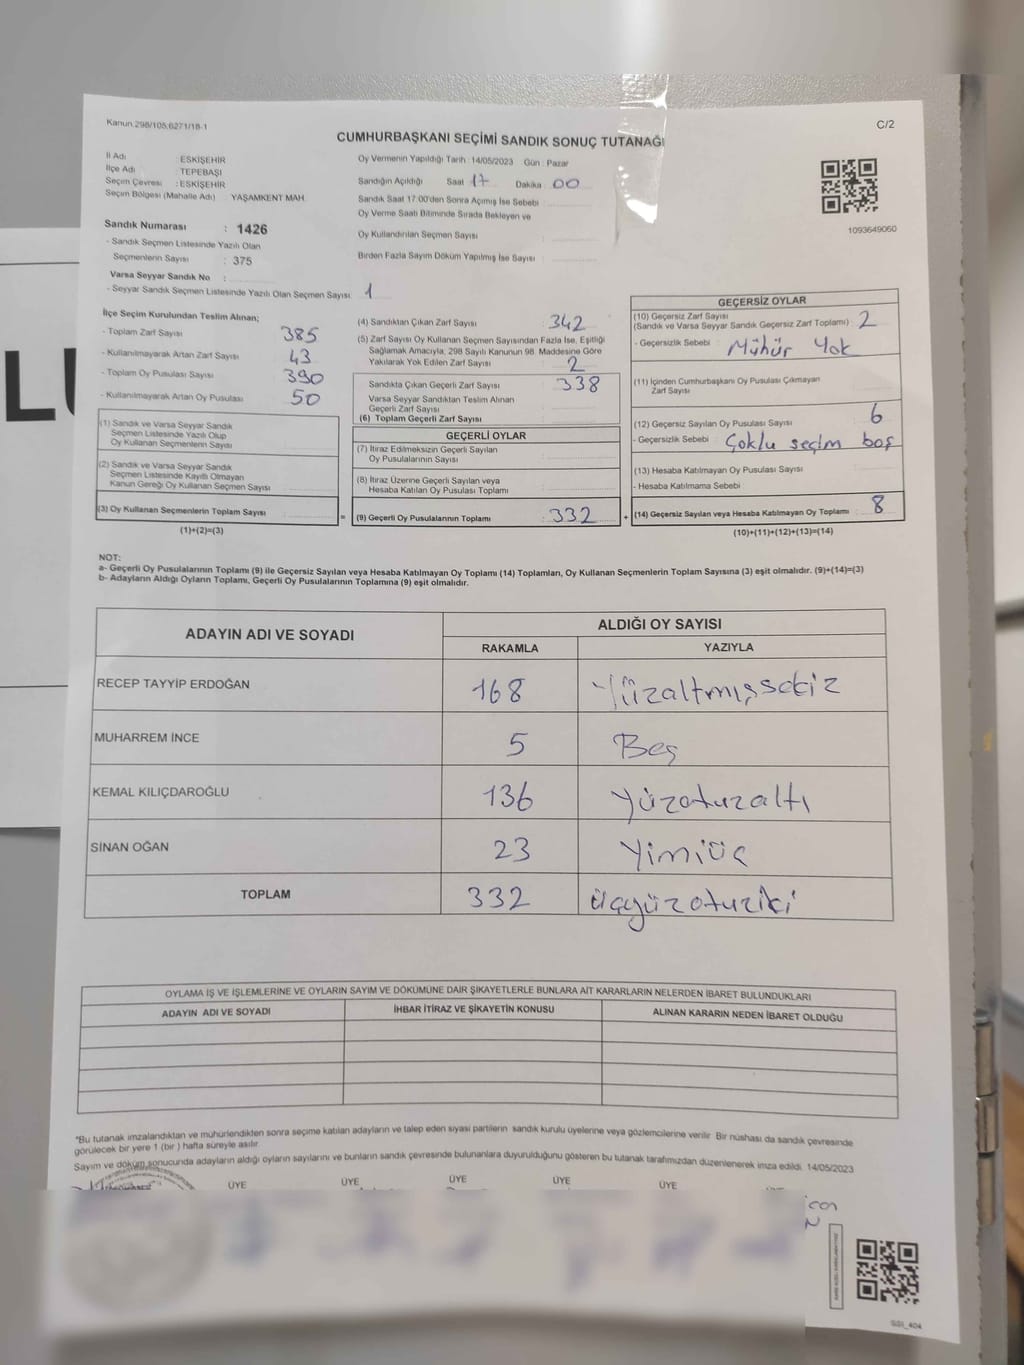 Kanun.298/105,6271/18-1
C/2
CUMHURBAŞKANI SEÇİMİ SANDIK SONUÇ TUTANAĞI
İl Adı : ESKİŞEHİR
İlçe Adı : TEPEBAŞI
Seçim Çevresi : ESKİŞEHİR
Seçim Bölgesi (Mahalle Adı) : YAŞAMKENT MAH.
Oy Vermenin Yapıldığı Tarih : 14/05/2023 Gün : Pazar
Sandığın Açıldığı Saat 17 Dakika 00
Sandık Saat 17:00'den Sonra Açımış İse Sebebi :
Oy Verme Saati Bitiminde Sırada Bekleyen ve
Oy Kullandırılan Seçmen Sayısı :
Birden Fazla Sayım Döküm Yapılmış İse Sayısı :
1093649060
Sandık Numarası : 1426
- Sandık Seçmen Listesinde Yazılı Olan
Seçmenlerin Sayısı : 375
Varsa Seyyar Sandık No :
- Seyyar Sandık Seçmen Listesinde Yazılı Olan Seçmen Sayısı: 1
İlçe Seçim Kurulundan Teslim Alınan;
- Toplam Zarf Sayısı 385
- Kullanılmayarak Artan Zarf Sayısı 43
- Toplam Oy Pusulası Sayısı 390
- Kullanılmayarak Artan Oy Pusulası 50
(1) Sandık ve Varsa Seyyar Sandık
Seçmen Listesinde Yazılı Olup
Oy Kullanan Seçmenlerin Sayısı
(2) Sandık ve Varsa Seyyar Sandık
Seçmen Listesinde Kayıtlı Olmayan
Kanun Gereği Oy Kullanan Seçmen Sayısı
(3) Oy Kullanan Seçmenlerin Toplam Sayısı
(1)+(2)=(3)
(4) Sandıktan Çıkan Zarf Sayısı : 342
(5) Zarf Sayısı Oy Kullanan Seçmen Sayısından Fazla İse, Eşitliği
Sağlamak Amacıyla, 298 Sayılı Kanunun 98. Maddesine Göre
Yakılarak Yok Edilen Zarf Sayısı : 2
Sandıkta Çıkan Geçerli Zarf Sayısı : 338
Varsa Seyyar Sandıktan Teslim Alınan
Geçerli Zarf Sayısı
(6) Toplam Geçerli Zarf Sayısı
GEÇERLİ OYLAR
(7) İtiraz Edilmeksizin Geçerli Sayılan
Oy Pusulalarının Sayısı
(8) İtiraz Üzerine Geçerli Sayılan veya
Hesaba Katılan Oy Pusulası Toplamı
= (9) Geçerli Oy Pusulalarının Toplamı : 332 +
GEÇERSİZ OYLAR
(10) Geçersiz Zarf Sayısı
(Sandık ve Varsa Seyyar Sandık Geçersiz Zarf Toplamı) : 2
- Geçersizlik Sebebi : Mühür Yok
(11) İçinden Cumhurbaşkanı Oy Pusulası Çıkmayan
Zarf Sayısı
(12) Geçersiz Sayılan Oy Pusulası Sayısı : 6
- Geçersizlik Sebebi : Çoklu seçim boş
(13) Hesaba Katılmayan Oy Pusulası Sayısı :
- Hesaba Katılmama Sebebi :
(14) Geçersiz Sayılan veya Hesaba Katılmayan Oy Toplamı : 8
(10)+(11)+(12)+(13)=(14)
NOT:
a- Geçerli Oy Pusulalarının Toplamı (9) ile Geçersiz Sayılan veya Hesaba Katılmayan Oy Toplamı (14) Toplamları, Oy Kullanan Seçmenlerin Toplam Sayısına (3) eşit olmalıdır. (9)+(14)=(3)
b- Adayların Aldığı Oyların Toplamı, Geçerli Oy Pusulalarının Toplamına (9) eşit olmalıdır.
ADAYIN ADI VE SOYADI ALDIĞI OY SAYISI
RAKAMLA YAZIYLA
RECEP TAYYİP ERDOĞAN 168 Yüzaltmışsekiz
MUHARREM İNCE 5 Beş
KEMAL KILIÇDAROĞLU 136 Yüzotuzaltı
SİNAN OĞAN 23 Yimiüç
TOPLAM 332 üçyüzotuziki
OYLAMA İŞ VE İŞLEMLERİNE VE OYLARIN SAYIM VE DÖKÜMÜNE DAİR ŞİKAYETLERLE BUNLARA AİT KARARLARIN NELERDEN İBARET BULUNDUKLARI
ADAYIN ADI VE SOYADI İHBAR İTİRAZ VE ŞİKAYETİN KONUSU ALINAN KARARIN NEDEN İBARET OLDUĞU
*Bu tutanak imzalandıktan ve mühürlendikten sonra seçime katılan adayların ve talep eden siyasi partilerin sandık kurulu üyelerine veya gözlemcilerine verilir. Bir nüshası da sandık çevresinde
görülecek bir yere 1 (bir ) hafta süreyle asılır.
Sayım ve döküm sonucunda adayların aldığı oyların sayılarını ve bunların sandık çevresinde bulunanlara duyurulduğunu gösteren bu tutanak tarafımızdan düzenlenerek imza edildi. 14/05/2023
ÜYE ÜYE ÜYE ÜYE ÜYE
SSI_404